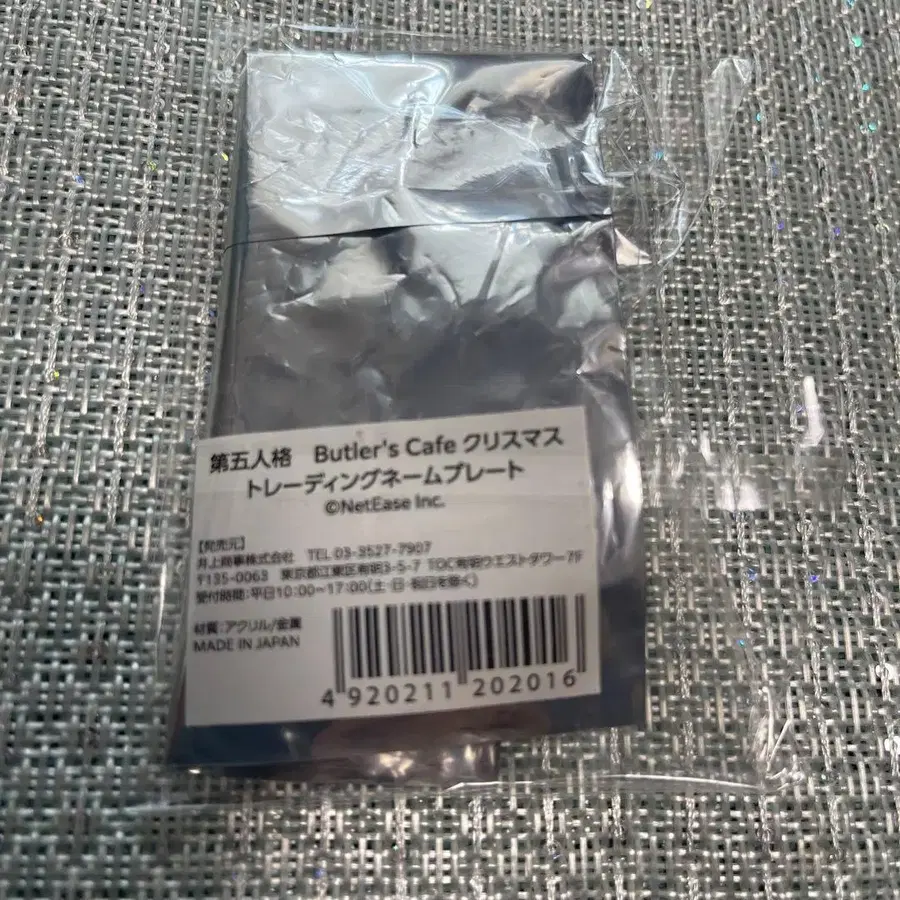 第五人格 Butler's Cafe クリスマス
トレーディングネームプレート
©NetEase Inc.
【発売元】
井上商事株式会社 TEL 03-3527-7907
〒135-0063 東京都江東区有明3-5-7 TOC有明ウエストタワー7F
受付時間:平日10:00~17:00(土・日・祝日を除く)
材質:アクリル/金属
MADE IN JAPAN
4 920211 202016